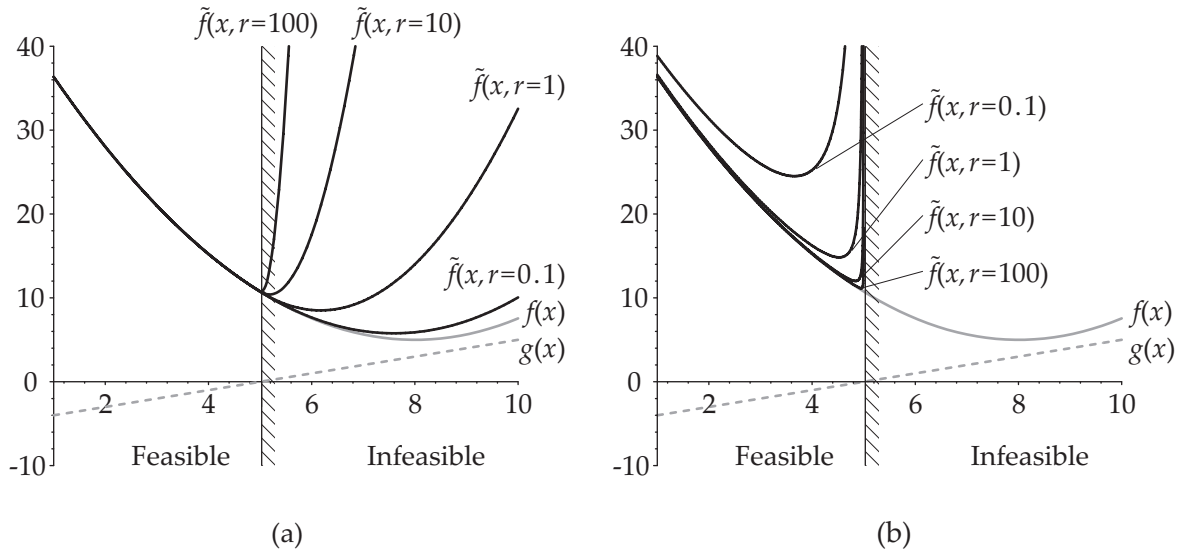 f̃(x, r=100)
f̃(x, r=10)
f̃(x, r=1)
f̃(x, r=0.1)
f(x)
g(x)
40
30
20
10
0
-10
2
4
6
8
10
Feasible
Infeasible
(a)
40
30
20
10
0
-10
f̃(x, r=0.1)
f̃(x, r=1)
f̃(x, r=10)
f̃(x, r=100)
f(x)
g(x)
2
4
6
8
10
Feasible
Infeasible
(b)